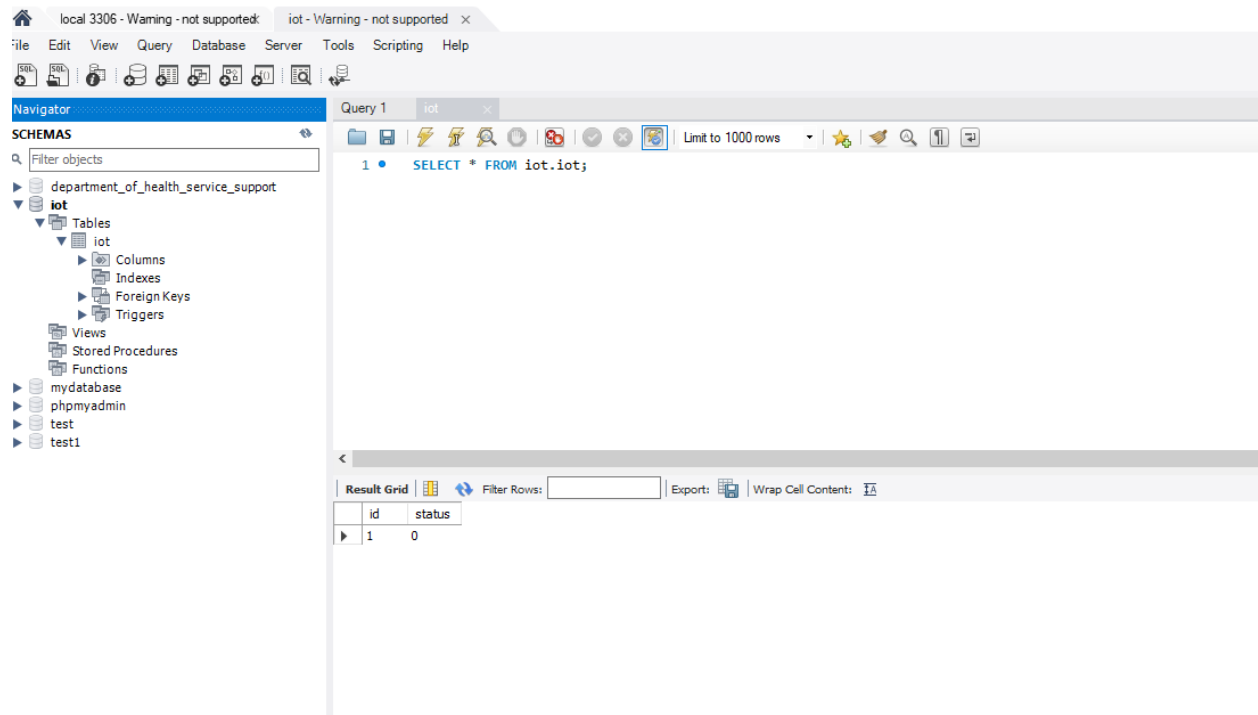 local 3306 - Warning - not supported
iot - Warning - not supported
File Edit View Query Database Server Tools Scripting Help
Navigator
SCHEMAS
Filter objects
department_of_health_service_support
iot
Tables
iot
Columns
Indexes
Foreign Keys
Triggers
Views
Stored Procedures
Functions
mydatabase
phpmyadmin
test
test1
Query 1
iot
Limit to 1000 rows
1 SELECT * FROM iot.iot;
Result Grid Filter Rows: Export: Wrap Cell Content:
id status
1 0